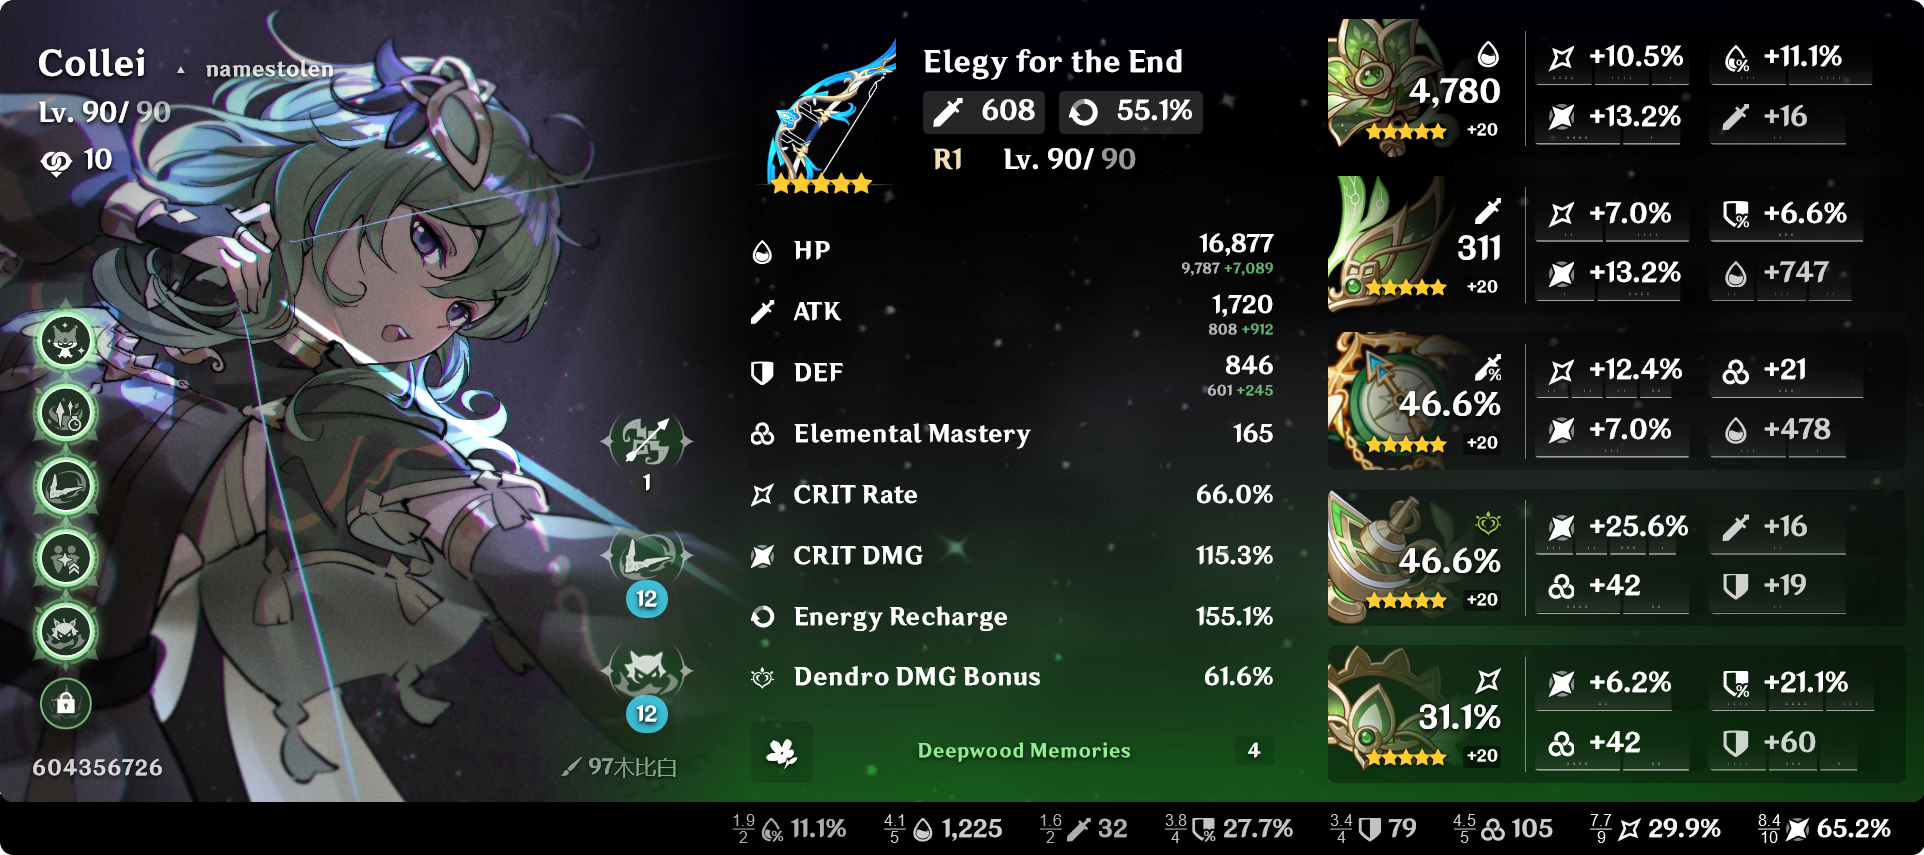 Collei ▲ namestolen
Lv. 90/ 90
10
1
12
12
604356726
97木比白
Elegy for the End
608 55.1%
R1 Lv. 90/ 90
HP 16,877
9,787 +7,089
ATK 1,720
808 +912
DEF 846
601 +245
Elemental Mastery 165
CRIT Rate 66.0%
CRIT DMG 115.3%
Energy Recharge 155.1%
Dendro DMG Bonus 61.6%
Deepwood Memories 4
4,780
+20
+10.5% +11.1%
+13.2% +16
311
+20
+7.0% +6.6%
+13.2% +747
46.6%
+20
+12.4% +21
+7.0% +478
46.6%
+20
+25.6% +16
+42 +19
31.1%
+20
+6.2% +21.1%
+42 +60
1.9/2 % 11.1% 4.1/5 1,225 1.6/2 32 3.8/4 % 27.7% 3.4/4 79 4.5/5 105 7.7/9 29.9% 8.4/10 65.2%